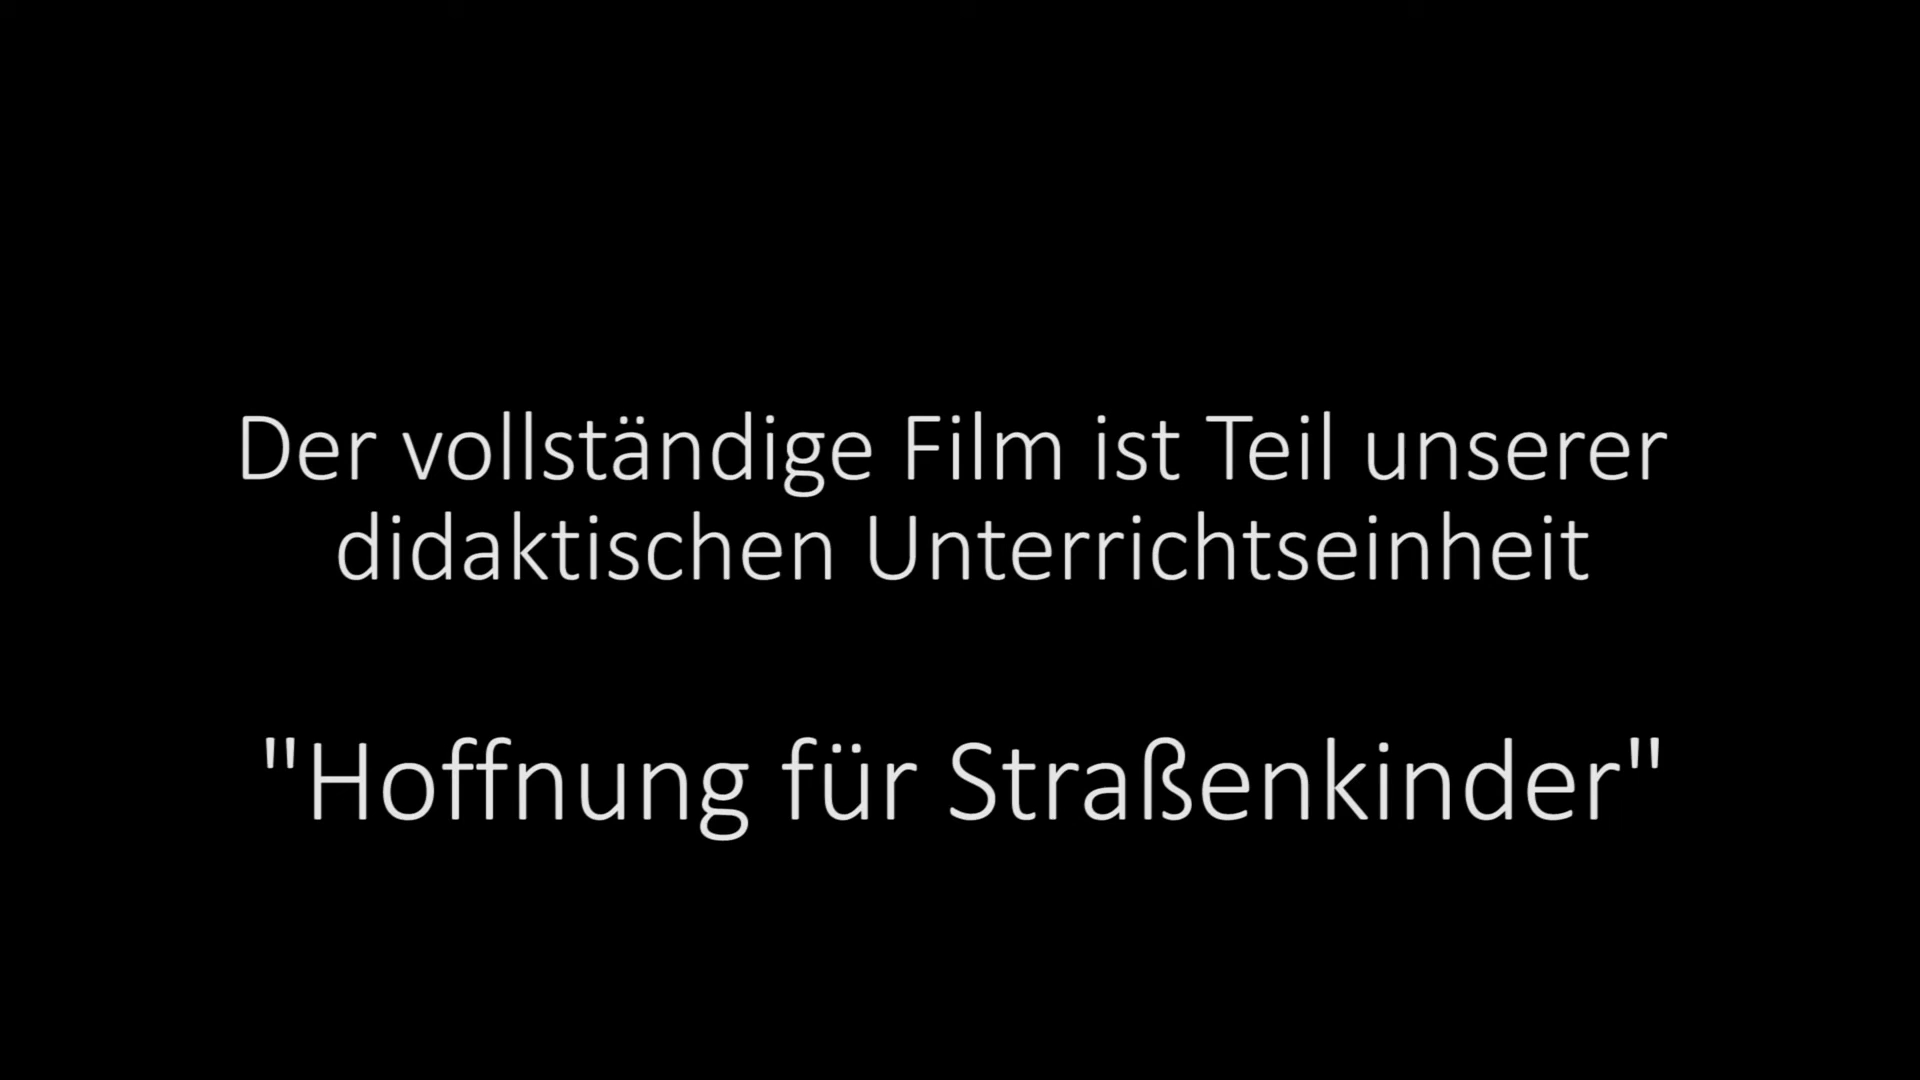 Der vollständige Film ist Teil unserer
didaktischen Unterrichtseinheit
"Hoffnung für Straßenkinder"